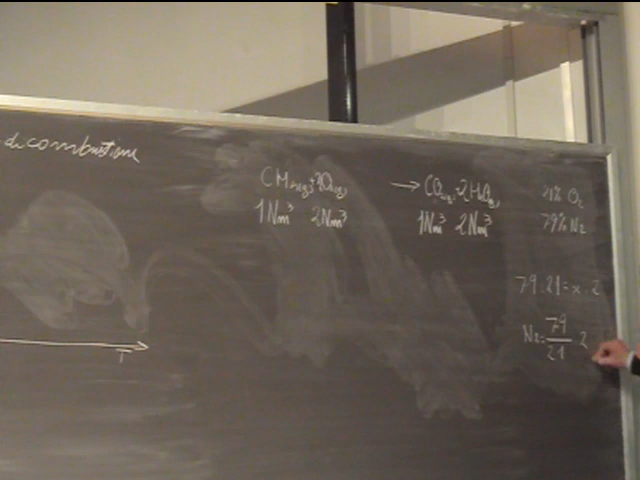 di combustione
CH₄(g)+2O₂(g) → CO₂(g)+2H₂O(g)
1Nm³ 2Nm³ 1Nm³ 2Nm³
21% O₂
79% N₂
79:21=x:2
N₂=79/21 2
T